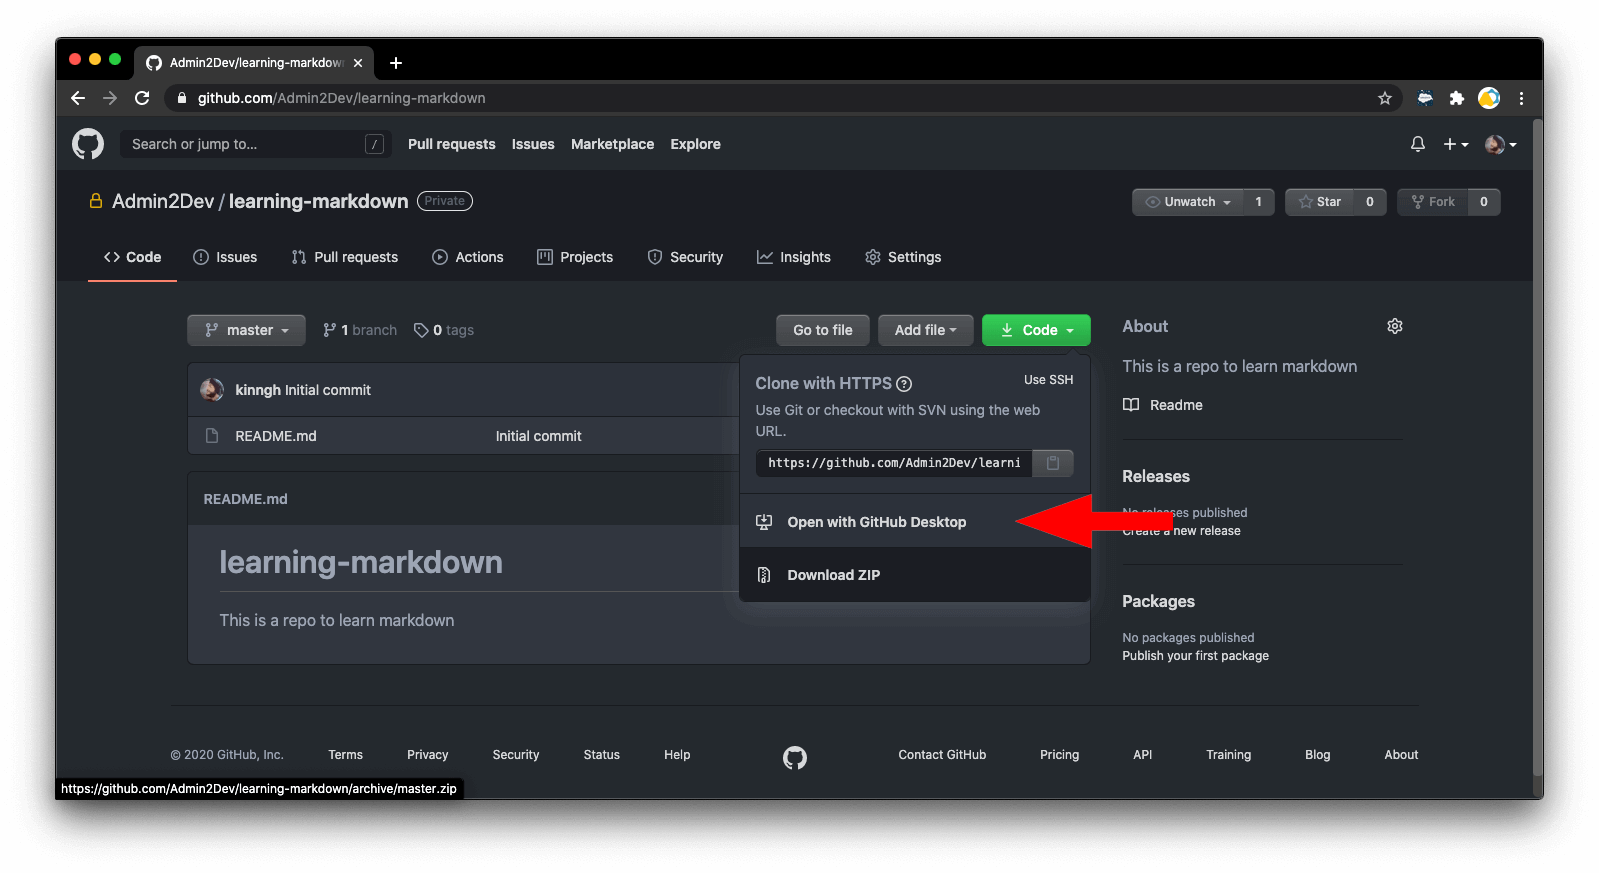 Admin2Dev/learning-markdow
github.com/Admin2Dev/learning-markdown
Search or jump to... / Pull requests Issues Marketplace Explore
Admin2Dev / learning-markdown Private
Unwatch 1 Star 0 Fork 0
Code Issues Pull requests Actions Projects Security Insights Settings
master 1 branch 0 tags Go to file Add file Code
kinngh Initial commit
README.md Initial commit
README.md
learning-markdown
This is a repo to learn markdown
Clone with HTTPS ? Use SSH
Use Git or checkout with SVN using the web
URL.
https://github.com/Admin2Dev/learni
Open with GitHub Desktop
Download ZIP
About
This is a repo to learn markdown
Readme
Releases
No releases published
Create a new release
Packages
No packages published
Publish your first package
© 2020 GitHub, Inc. Terms Privacy Security Status Help Contact GitHub Pricing API Training Blog About
https://github.com/Admin2Dev/learning-markdown/archive/master.zip